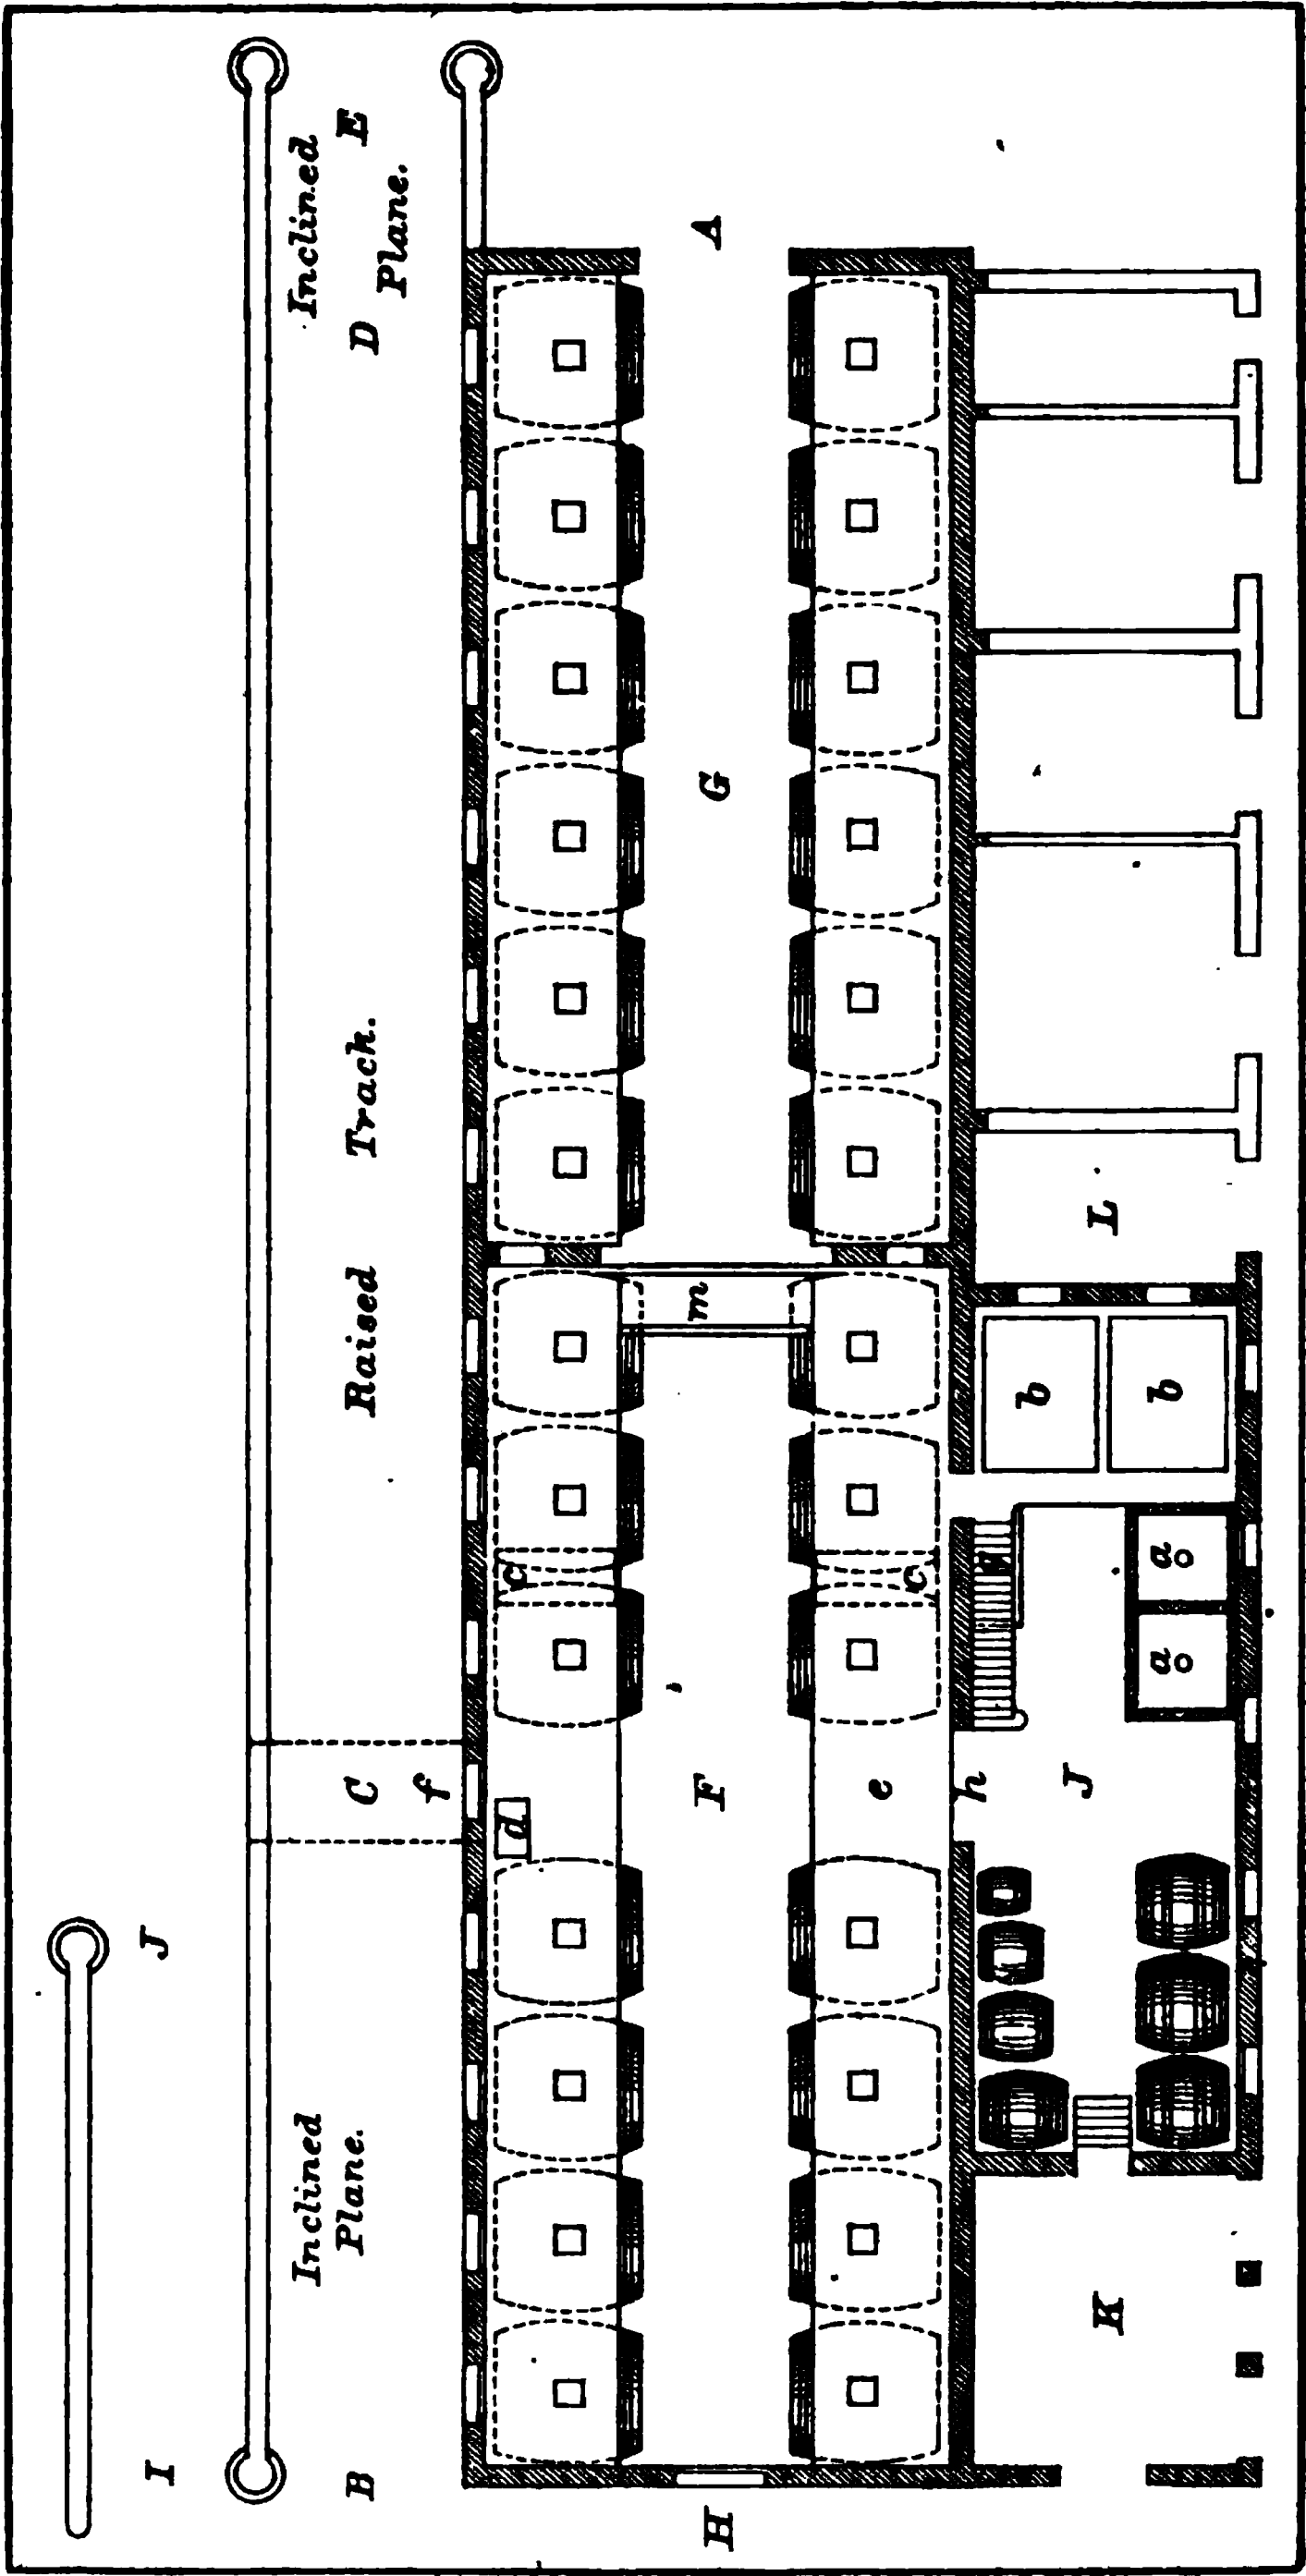 I J
Inclined
Plane.
B
C
Raised Track.
D
E
Inclined
Plane.
f
d c
m
H F G A
e c
h
K J L
b
a a b